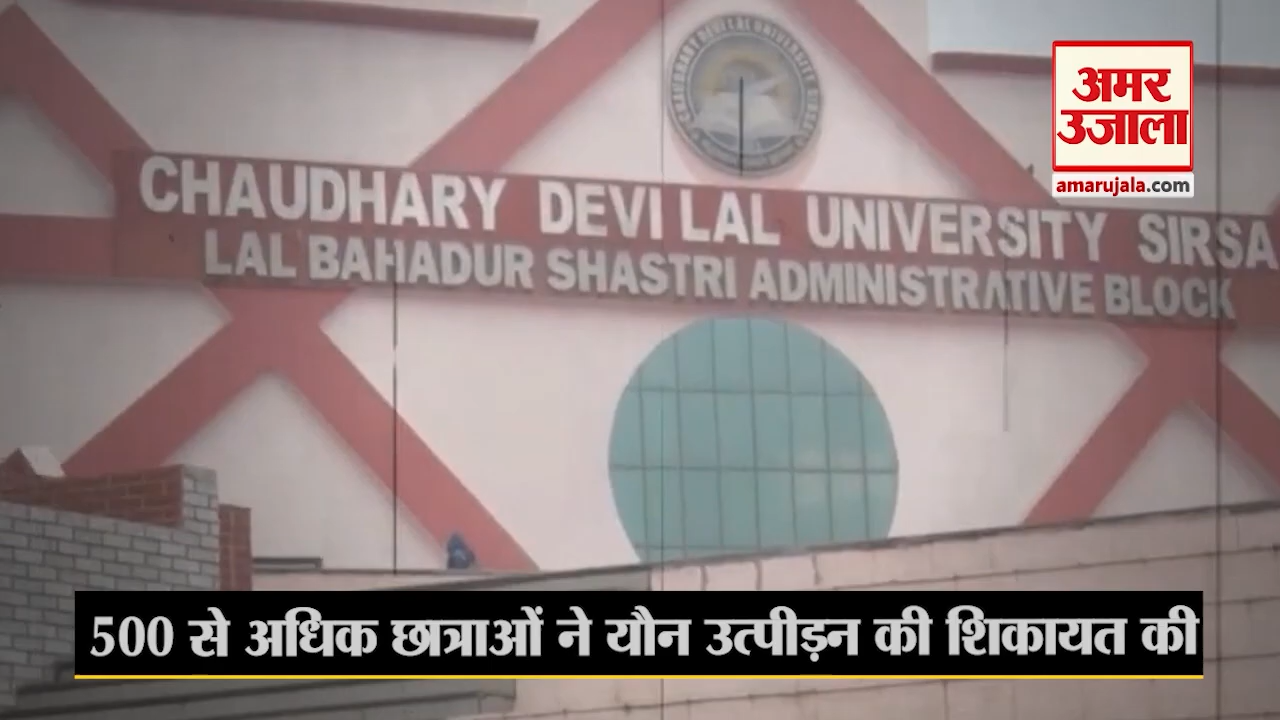 अमर
उजाला
amarujala.com
CHAUDHARY DEVI LAL UNIVERSITY SIRSA
LAL BAHADUR SHASTRI ADMINISTRATIVE BLOCK
500 से अधिक छात्राओं ने यौन उत्पीड़न की शिकायत की